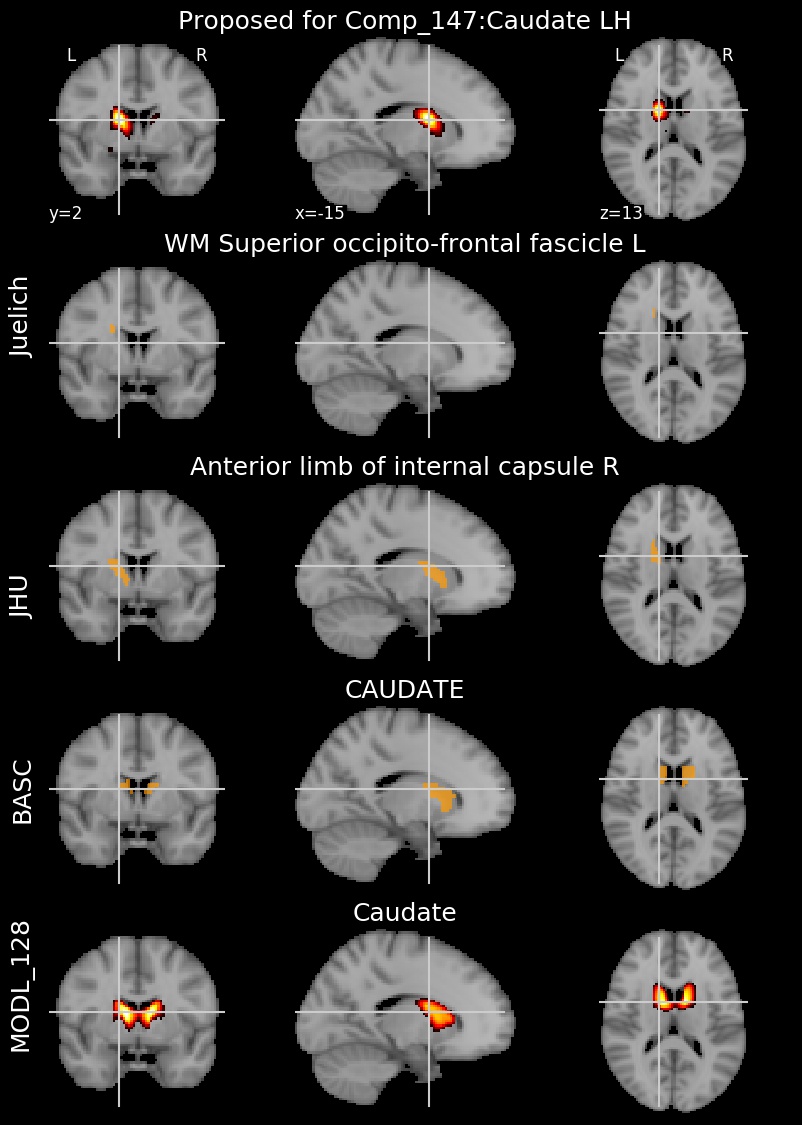 Proposed for Comp_147:Caudate LH
L R L R
y=2 x=-15 z=13
WM Superior occipito-frontal fascicle L
Juelich
Anterior limb of internal capsule R
JHU
CAUDATE
BASC
Caudate
MODL_128